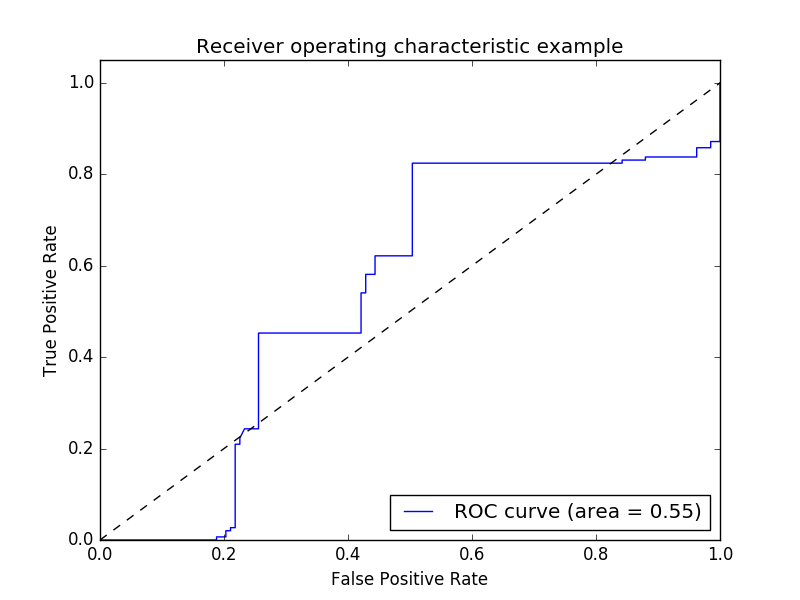 Receiver operating characteristic example
True Positive Rate
1.0
0.8
0.6
0.4
0.2
0.0
ROC curve (area = 0.55)
0.0 0.2 0.4 0.6 0.8 1.0
False Positive Rate